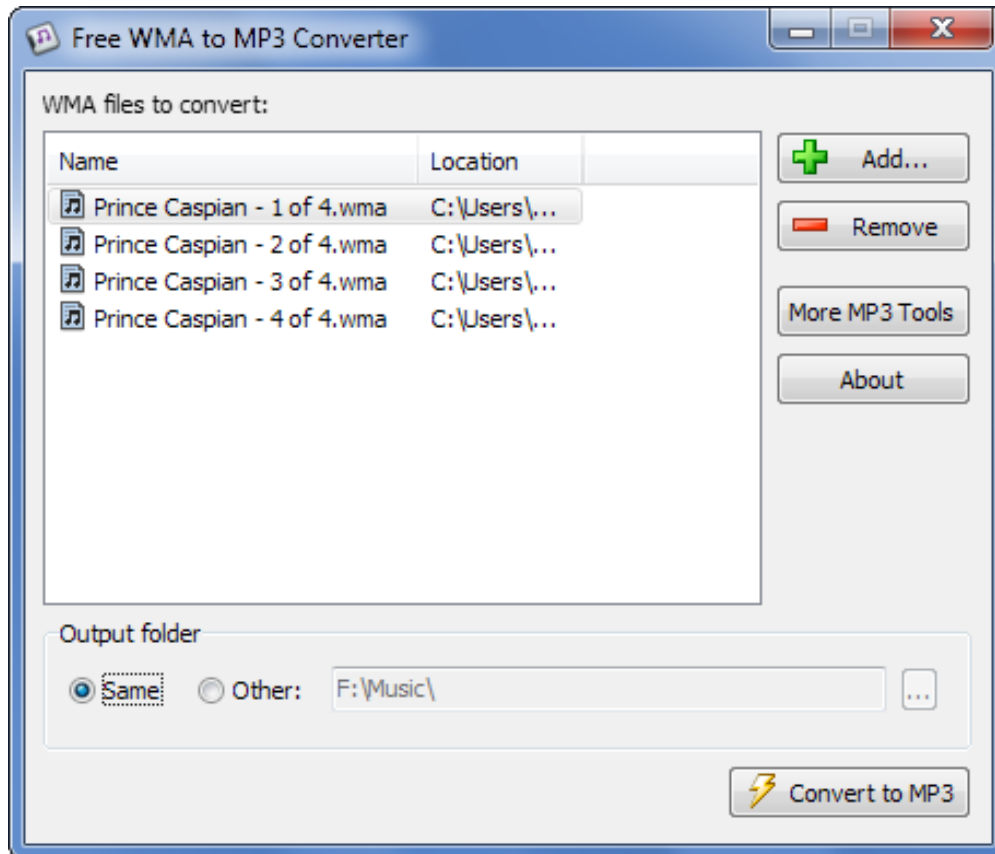 Free WMA to MP3 Converter
WMA files to convert:
Name Location
Prince Caspian - 1 of 4.wma C:\Users\...
Prince Caspian - 2 of 4.wma C:\Users\...
Prince Caspian - 3 of 4.wma C:\Users\...
Prince Caspian - 4 of 4.wma C:\Users\...
Add...
Remove
More MP3 Tools
About
Output folder
Same Other: F:\Music\ ...
Convert to MP3